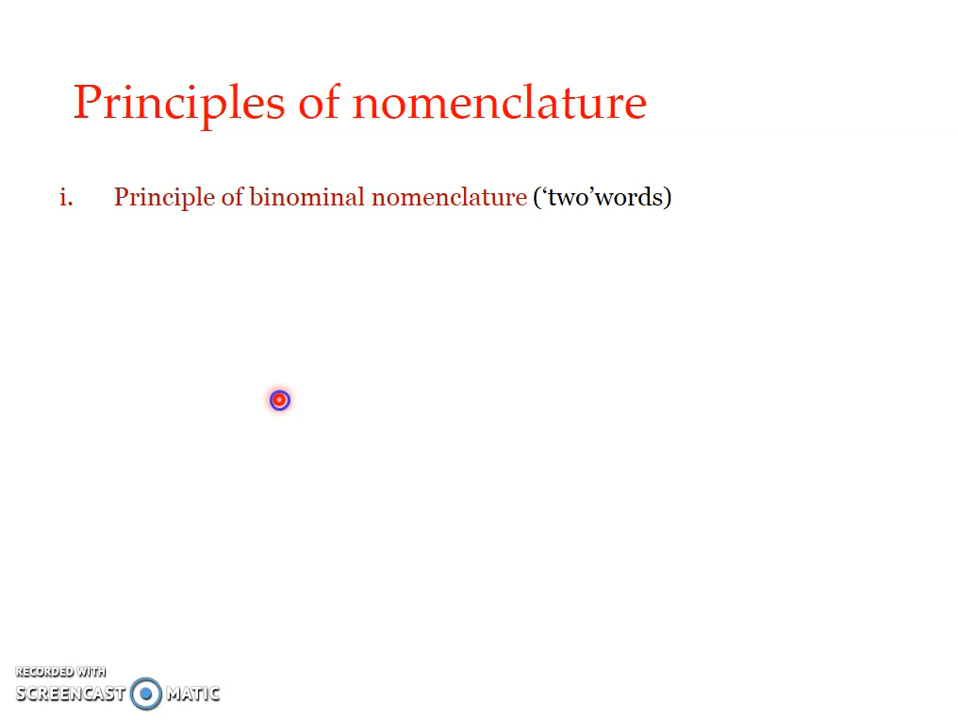 Principles of nomenclature
i. Principle of binominal nomenclature (‘two’words)
RECORDED WITH
SCREENCAST MATIC